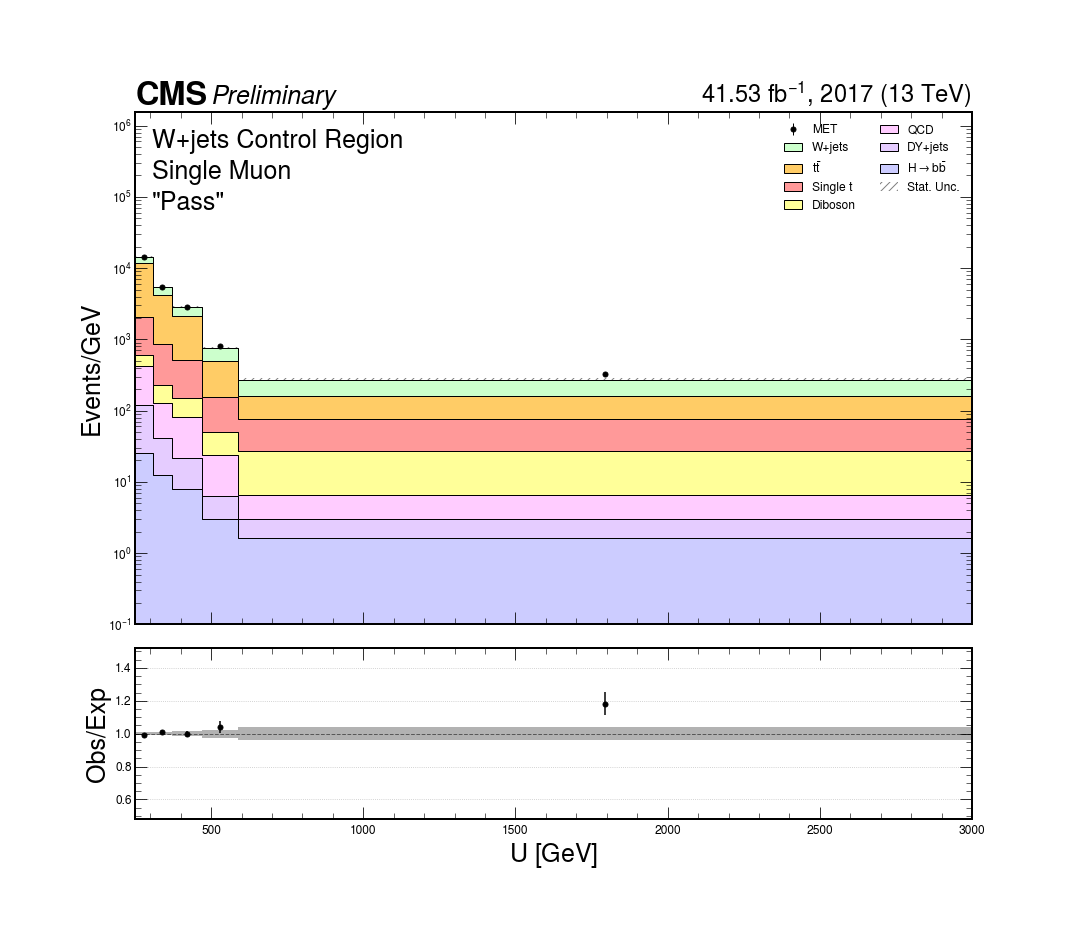 CMS Preliminary 41.53 fb⁻¹, 2017 (13 TeV)
W+jets Control Region
Single Muon
"Pass"
MET
W+jets
tt̄
Single t
Diboson
QCD
DY+jets
H→bb̄
Stat. Unc.
Events/GeV
10⁶
10⁵
10⁴
10³
10²
10¹
10⁰
10⁻¹
Obs/Exp
1.4
1.2
1.0
0.8
0.6
500 1000 1500 2000 2500 3000
U [GeV]